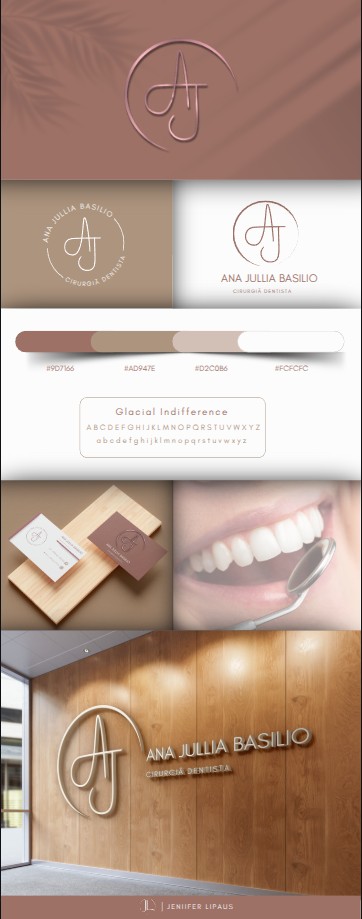 AJ
ANA JULLIA BASILIO
AJ
CIRURGIÃ DENTISTA
AJ
ANA JULLIA BASILIO
CIRURGIÃ DENTISTA
#9D7166
#AD947E
#D2C0B6
#FCFCFC
Glacial Indifference
ABCDEFGHIJKLMNOPQRSTUVWXYZ
abcdefghijklmnopqrstuvwxyz
AJ
ANA JULLIA BASILIO
CIRURGIÃ DENTISTA
JL | JENIIFER LIPAUS